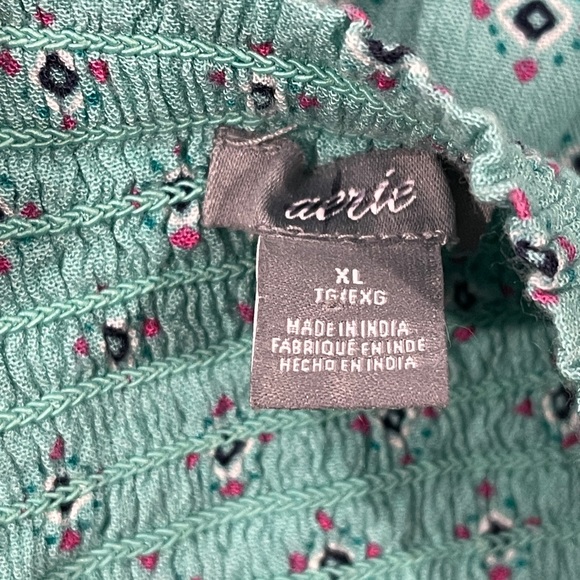 aerie
XL
TG/EXG
MADE IN INDIA
FABRIQUÉ EN INDE
HECHO EN INDIA